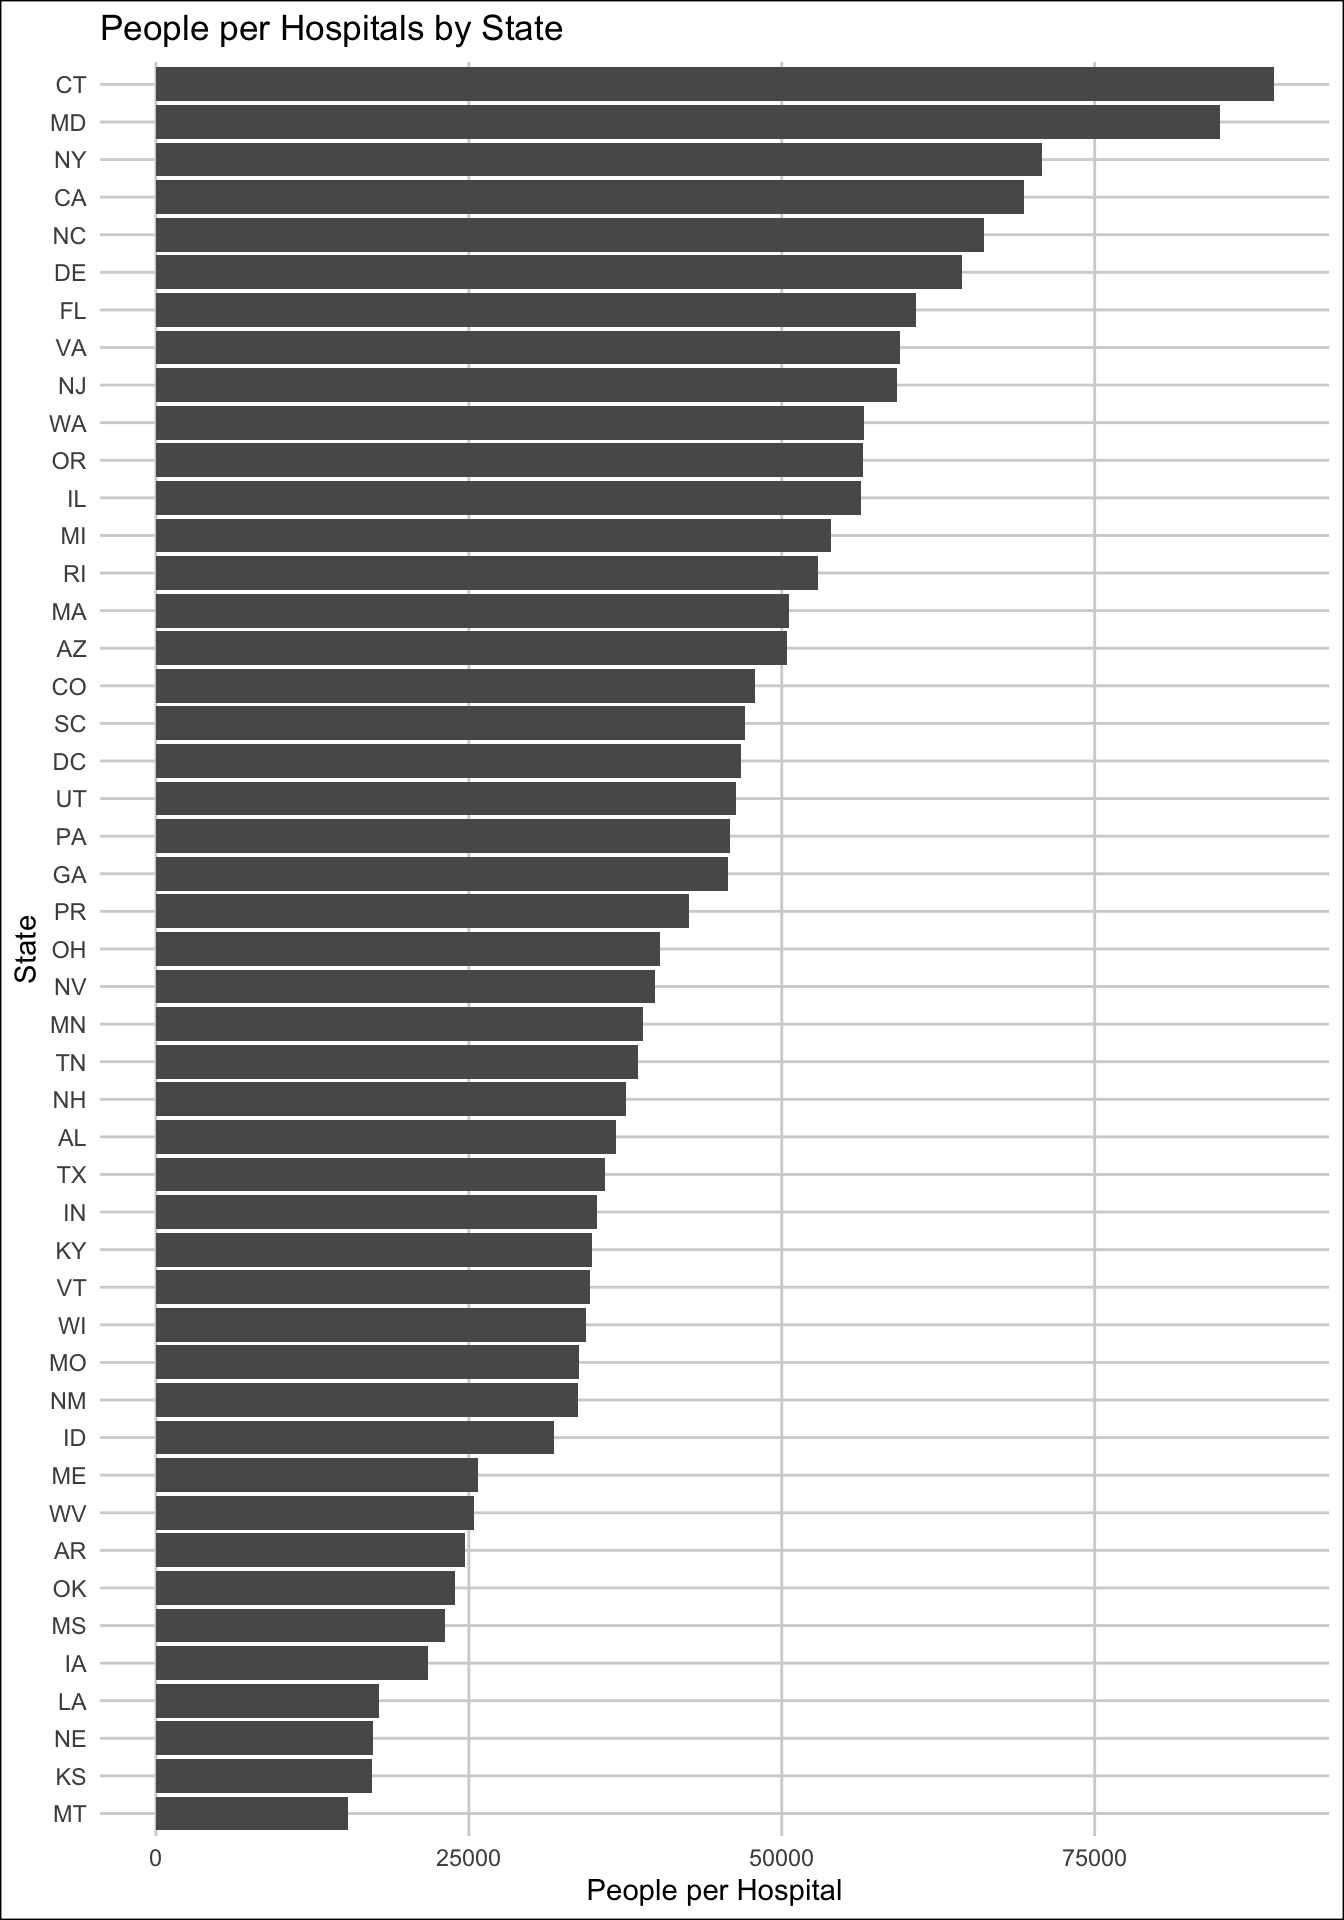 People per Hospitals by State
CT
MD
NY
CA
NC
DE
FL
VA
NJ
WA
OR
IL
MI
RI
MA
AZ
CO
SC
DC
UT
PA
GA
PR
OH
NV
MN
TN
NH
AL
TX
IN
KY
VT
WI
MO
NM
ID
ME
WV
AR
OK
MS
IA
LA
NE
KS
MT
State
0 25000 50000 75000
People per Hospital